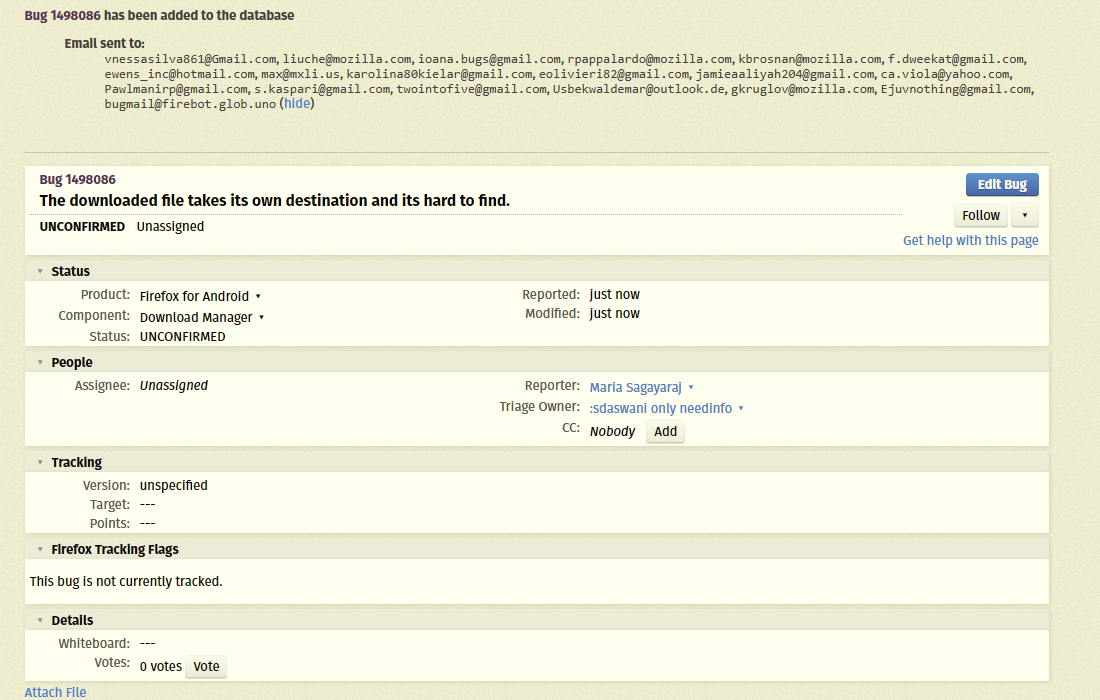 Bug 1498086 has been added to the database
Email sent to:
vnessasilva861@Gmail.com, liuche@mozilla.com, ioana.bugs@gmail.com, rpappalardo@mozilla.com, kbrosnan@mozilla.com, f.dweekat@gmail.com,
ewens_inc@hotmail.com, max@mxli.us, karolina80kielar@gmail.com, eolivieri82@gmail.com, jamieaaliyah204@gmail.com, ca.viola@yahoo.com,
Pawlmanirp@gmail.com, s.kaspari@gmail.com, twointofive@gmail.com, Usbekwaldemar@outlook.de, gkruglov@mozilla.com, Ejuvnothing@gmail.com,
bugmail@firebot.glob.uno (hide)
Bug 1498086
Edit Bug
The downloaded file takes its own destination and its hard to find.
Follow
UNCONFIRMED Unassigned
Get help with this page
Status
Product: Firefox for Android
Reported: just now
Component: Download Manager
Modified: just now
Status: UNCONFIRMED
People
Assignee: Unassigned
Reporter: Maria Sagayaraj
Triage Owner: :sdaswani only needinfo
CC: Nobody Add
Tracking
Version: unspecified
Target: ---
Points: ---
Firefox Tracking Flags
This bug is not currently tracked.
Details
Whiteboard: ---
Votes: 0 votes Vote
Attach File